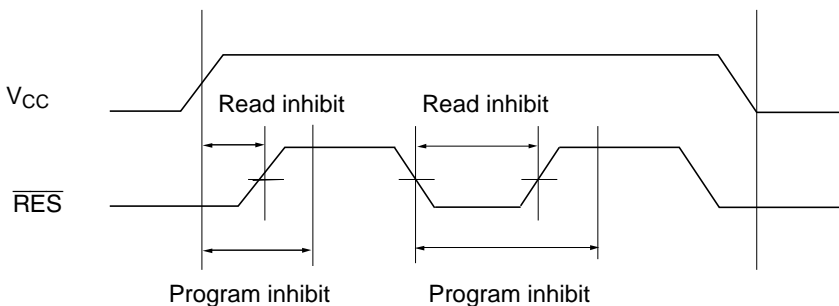 VCC
Read inhibit Read inhibit
RES
Program inhibit Program inhibit